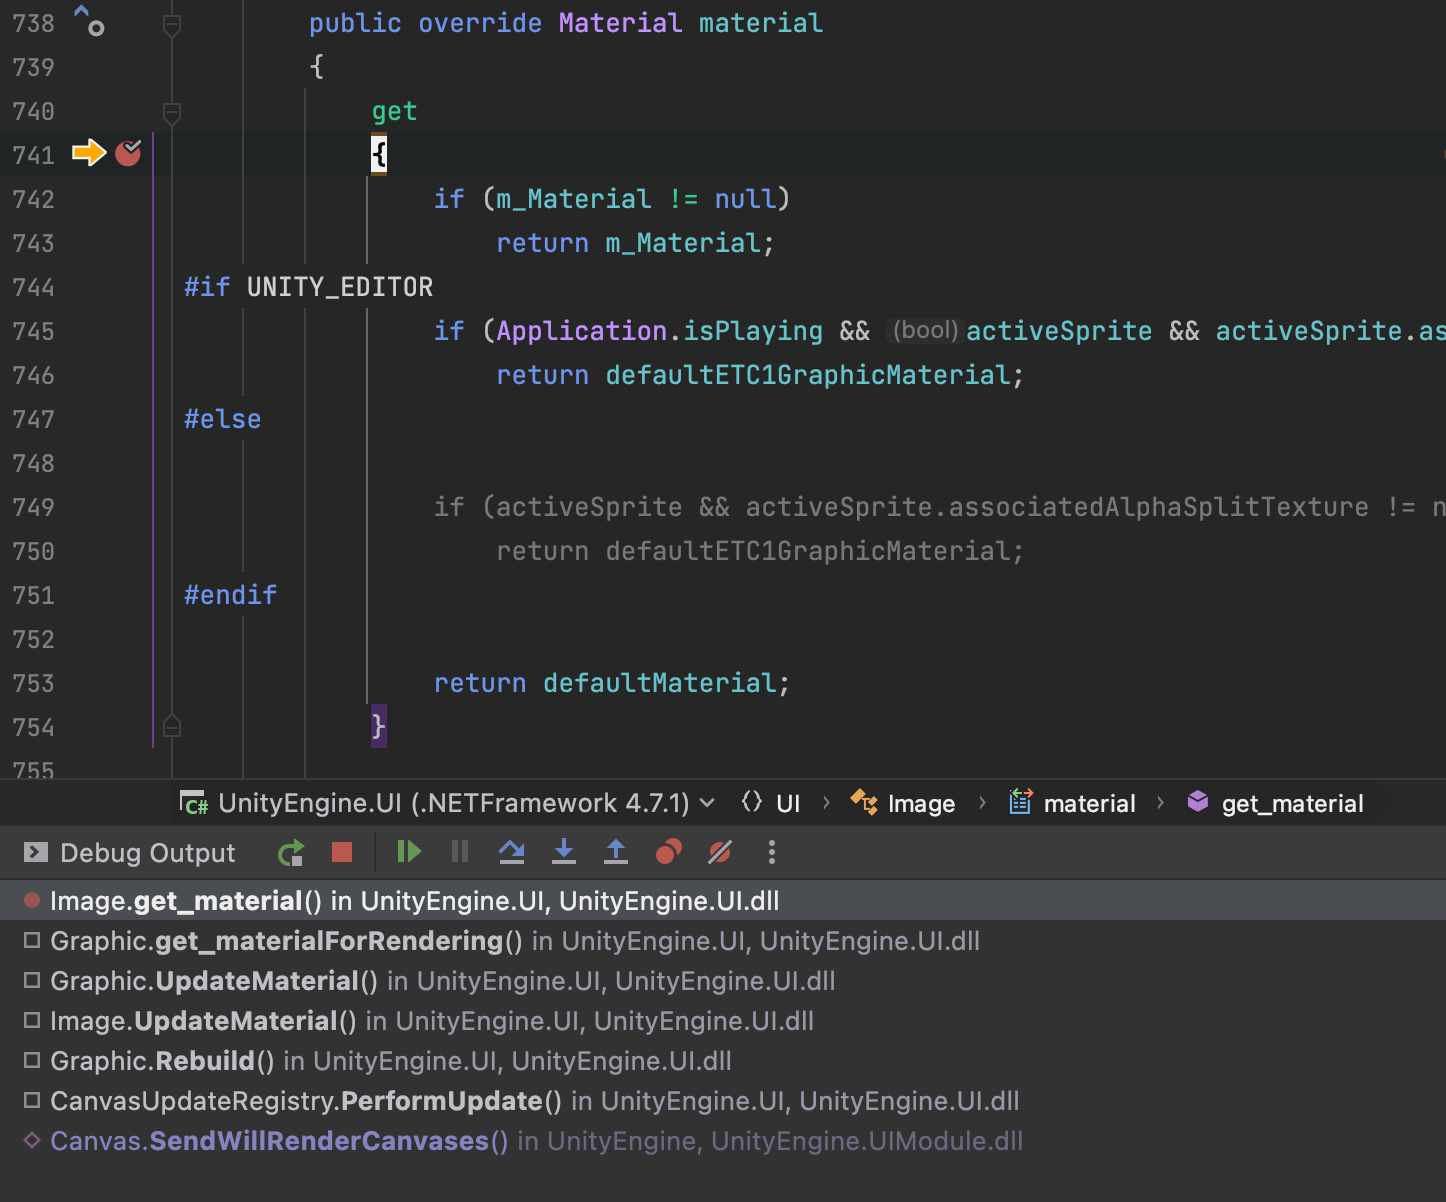 738 public override Material material
739 {
740 get
741 {
742 if (m_Material != null)
743 return m_Material;
744 #if UNITY_EDITOR
745 if (Application.isPlaying && (bool) activeSprite && activeSprite.as
746 return defaultETC1GraphicMaterial;
747 #else
748
749 if (activeSprite && activeSprite.associatedAlphaSplitTexture != n
750 return defaultETC1GraphicMaterial;
751 #endif
752
753 return defaultMaterial;
754 }
755
C# UnityEngine.UI (.NETFramework 4.7.1) UI › Image › material › get_material
Debug Output
Image.get_material() in UnityEngine.UI, UnityEngine.UI.dll
Graphic.get_materialForRendering() in UnityEngine.UI, UnityEngine.UI.dll
Graphic.UpdateMaterial() in UnityEngine.UI, UnityEngine.UI.dll
Image.UpdateMaterial() in UnityEngine.UI, UnityEngine.UI.dll
Graphic.Rebuild() in UnityEngine.UI, UnityEngine.UI.dll
CanvasUpdateRegistry.PerformUpdate() in UnityEngine.UI, UnityEngine.UI.dll
Canvas.SendWillRenderCanvases() in UnityEngine, UnityEngine.UIModule.dll